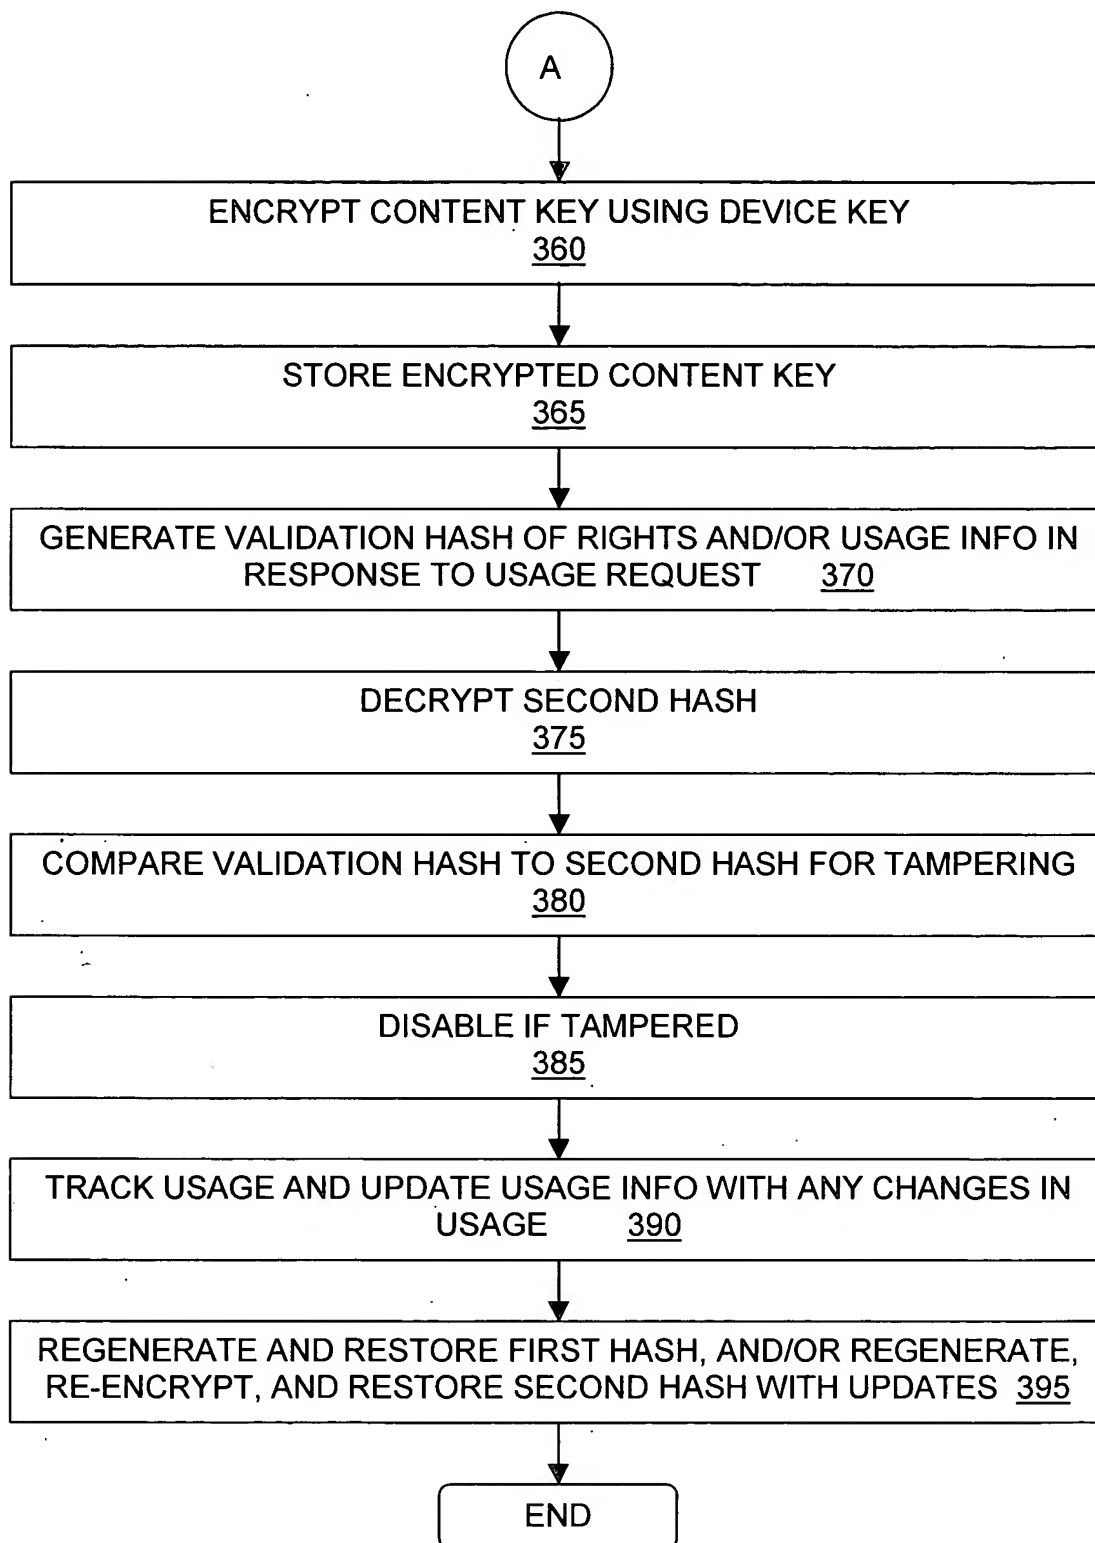 A
ENCRYPT CONTENT KEY USING DEVICE KEY
360
STORE ENCRYPTED CONTENT KEY
365
GENERATE VALIDATION HASH OF RIGHTS AND/OR USAGE INFO IN
RESPONSE TO USAGE REQUEST 370
DECRYPT SECOND HASH
375
COMPARE VALIDATION HASH TO SECOND HASH FOR TAMPERING
380
DISABLE IF TAMPERED
385
TRACK USAGE AND UPDATE USAGE INFO WITH ANY CHANGES IN
USAGE 390
REGENERATE AND RESTORE FIRST HASH, AND/OR REGENERATE,
RE-ENCRYPT, AND RESTORE SECOND HASH WITH UPDATES 395
END